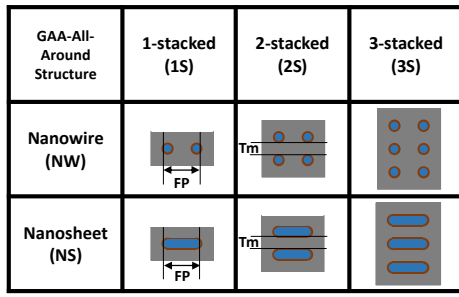 GAA-All-
Around
Structure
1-stacked
(1S)
2-stacked
(2S)
3-stacked
(3S)
Nanowire
(NW)
FP
Tm
Nanosheet
(NS)
FP
Tm